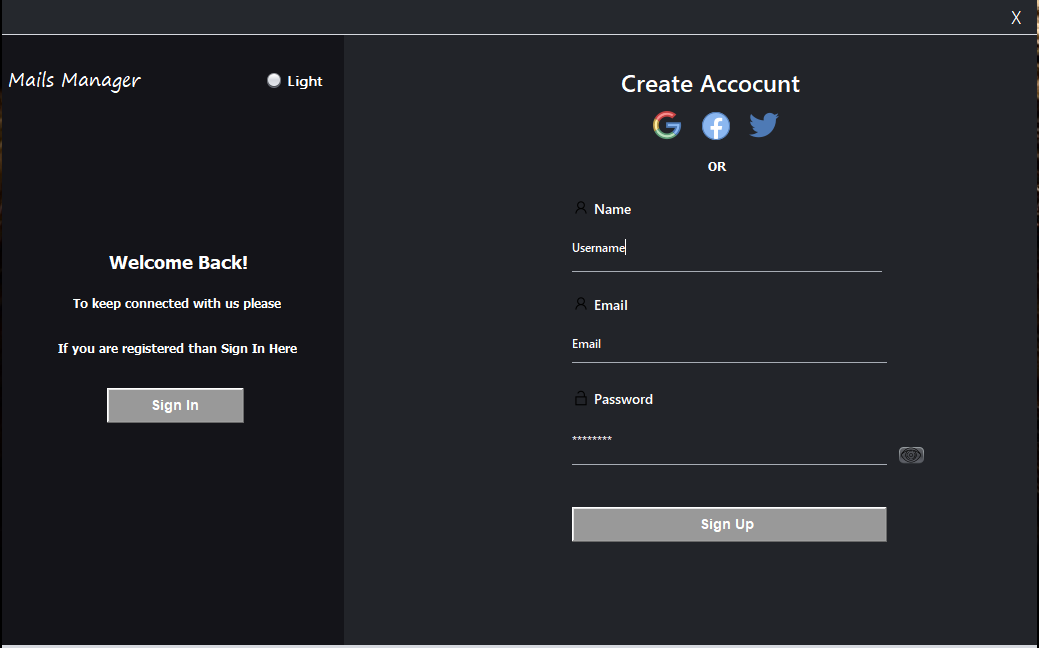 X
Mails Manager
Light
Welcome Back!
To keep connected with us please
If you are registered than Sign In Here
Sign In
Create Accocunt
OR
Name
Username
Email
Email
Password
********
Sign Up